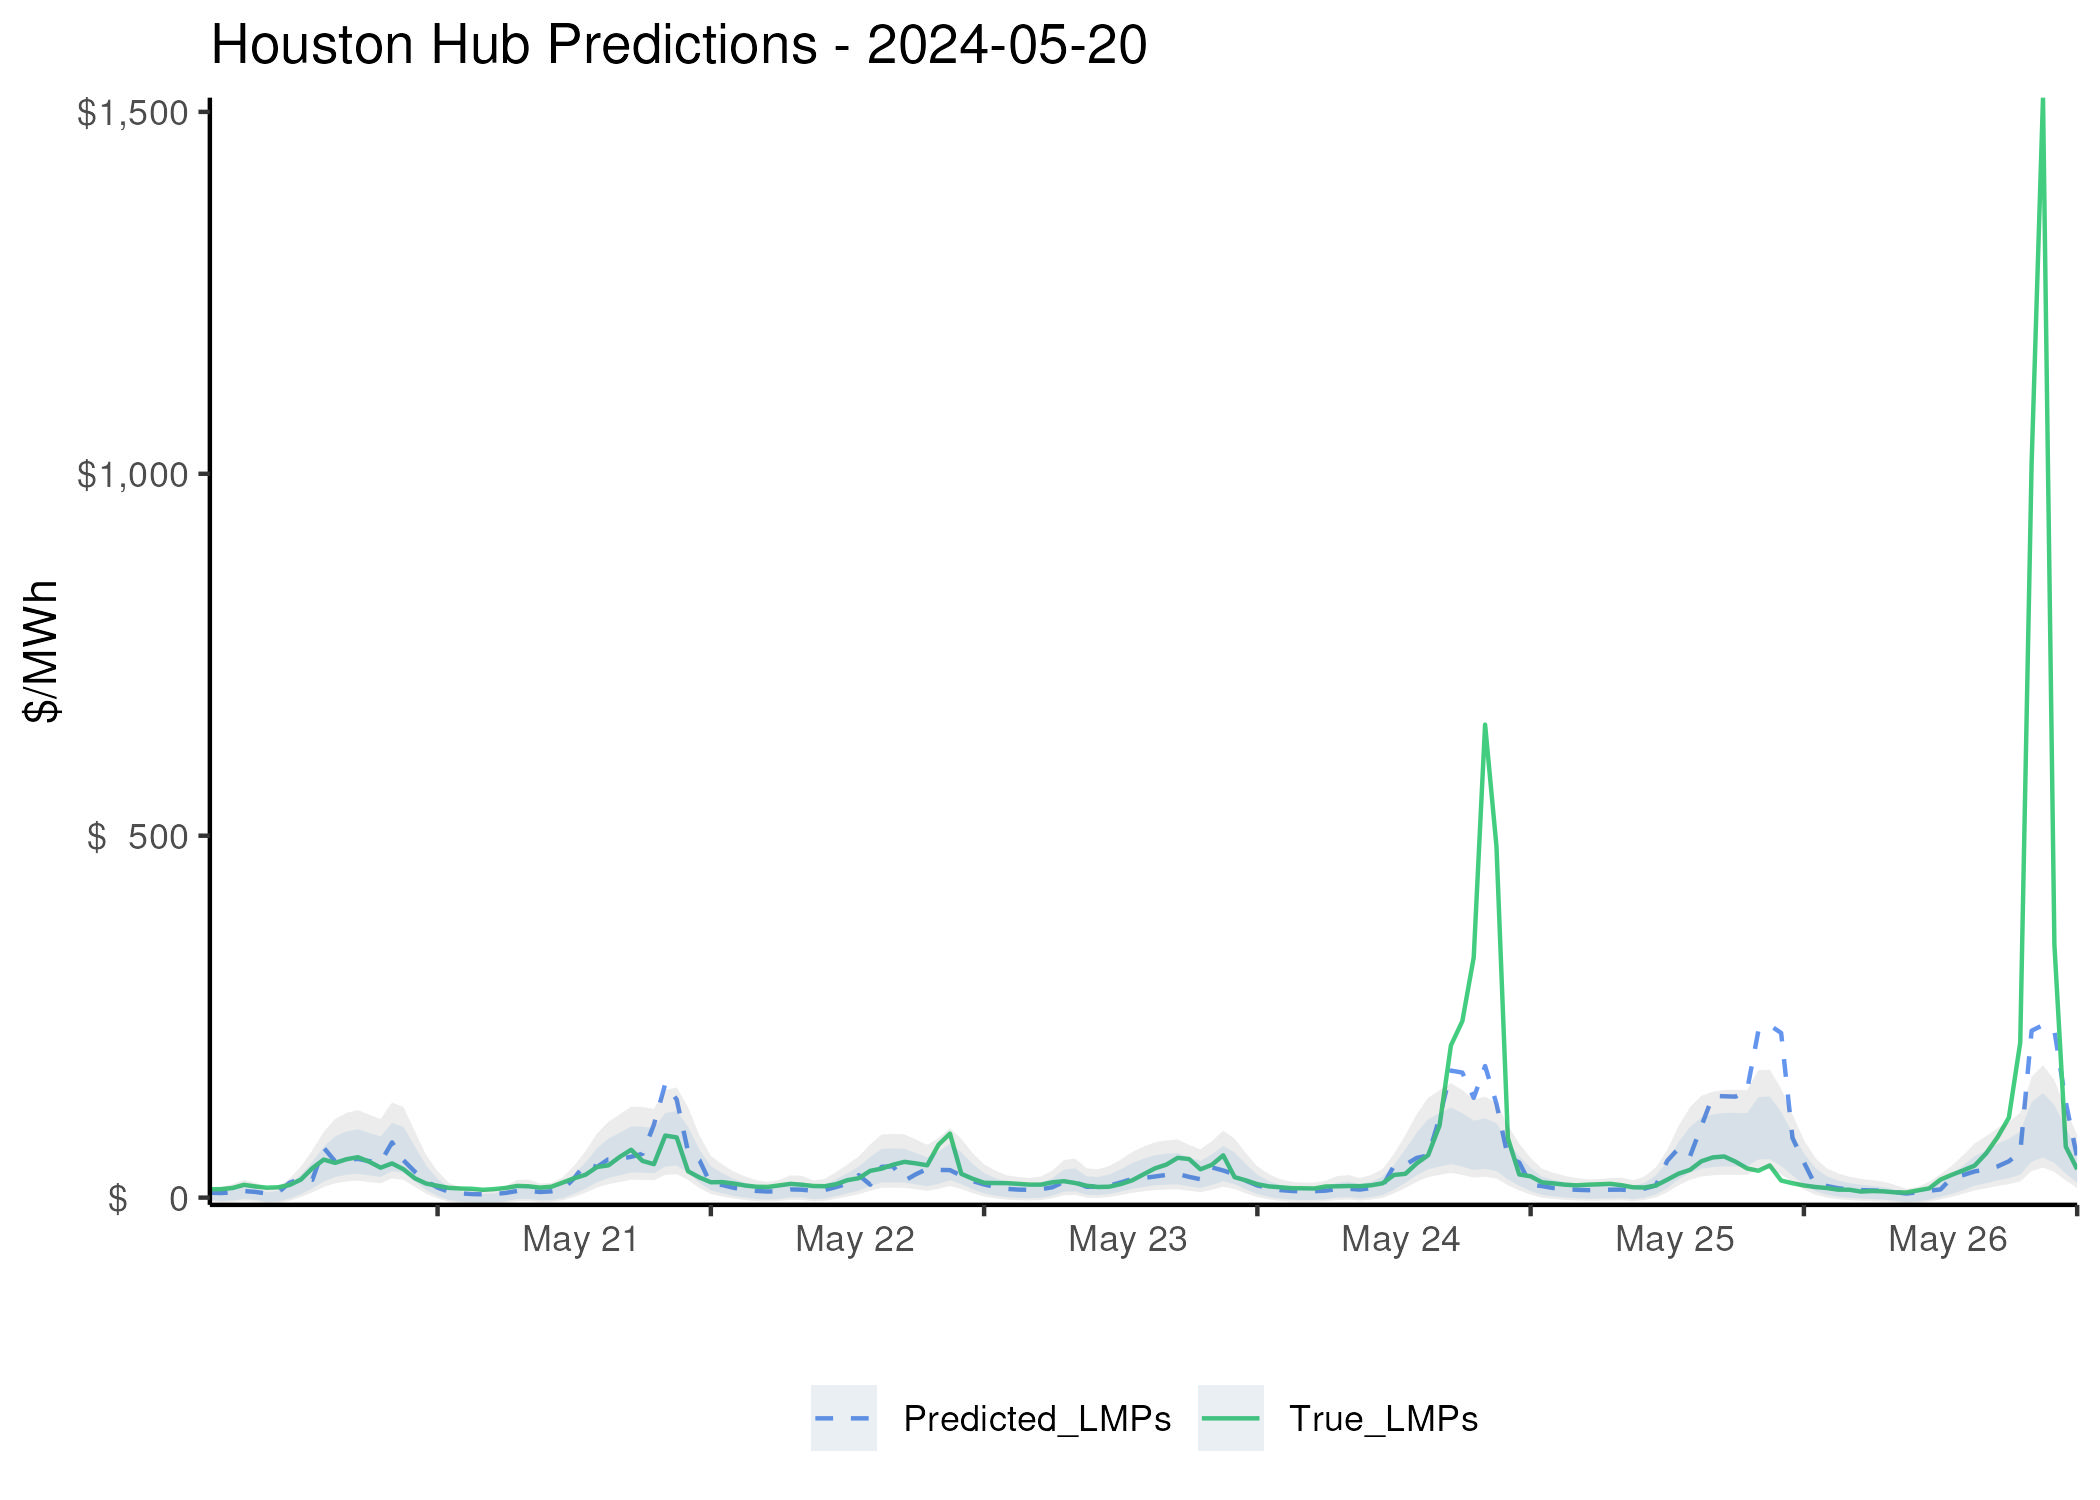 Houston Hub Predictions - 2024-05-20
$1,500
$1,000
$ 500
$ 0
$/MWh
May 21 May 22 May 23 May 24 May 25 May 26
Predicted_LMPs True_LMPs